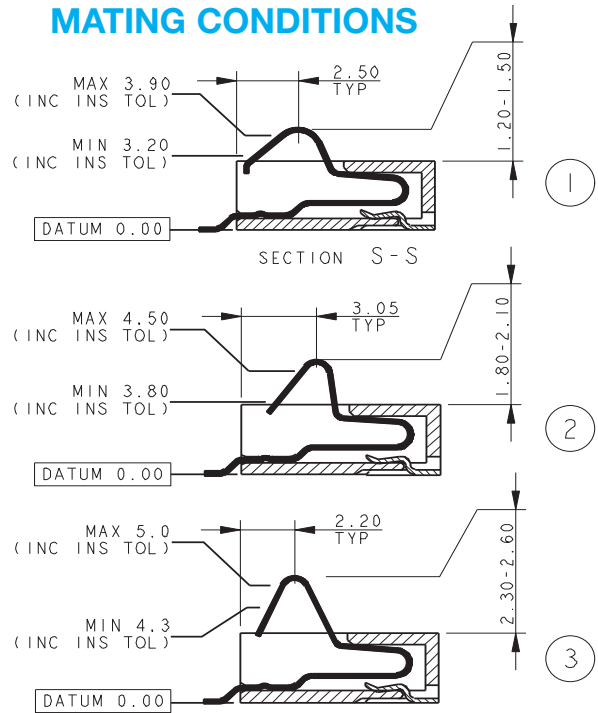 MATING CONDITIONS
MAX 3.90
(INC INS TOL)
2.50
TYP
1.20-1.50
MIN 3.20
(INC INS TOL)
1
DATUM 0.00
SECTION S-S
MAX 4.50
(INC INS TOL)
3.05
TYP
1.80-2.10
MIN 3.80
(INC INS TOL)
2
DATUM 0.00
MAX 5.0
(INC INS TOL)
2.20
TYP
2.30-2.60
MIN 4.3
(INC INS TOL)
3
DATUM 0.00